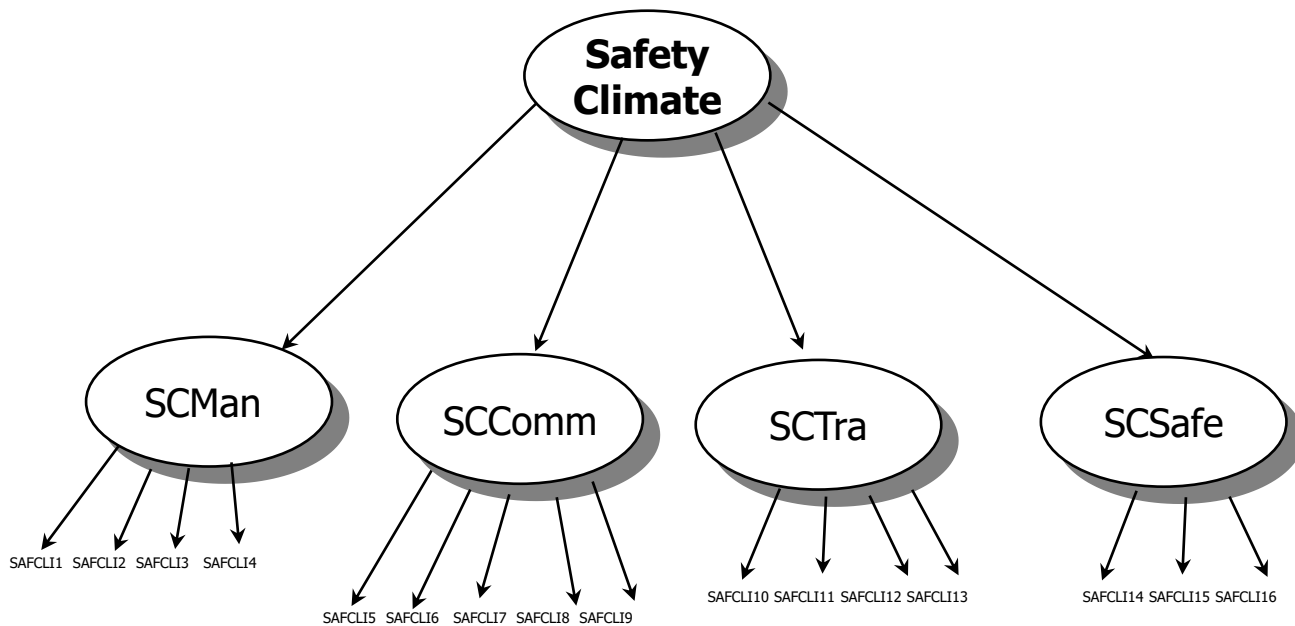 Safety
Climate
SCMan
SCComm
SCTra
SCSafe
SAFCLI1 SAFCLI2 SAFCLI3 SAFCLI4
SAFCLI5 SAFCLI6 SAFCLI7 SAFCLI8 SAFCLI9
SAFCLI10 SAFCLI11 SAFCLI12 SAFCLI13
SAFCLI14 SAFCLI15 SAFCLI16